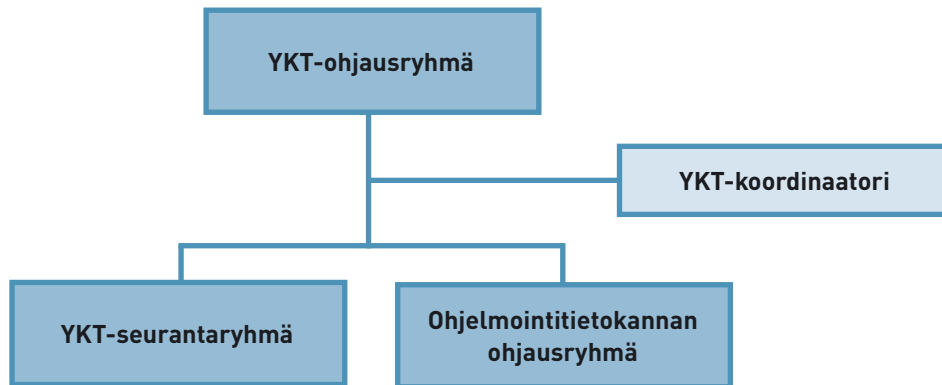 YKT-ohjausryhmä
YKT-koordinaatori
YKT-seurantaryhmä
Ohjelmointitietokannan
ohjausryhmä